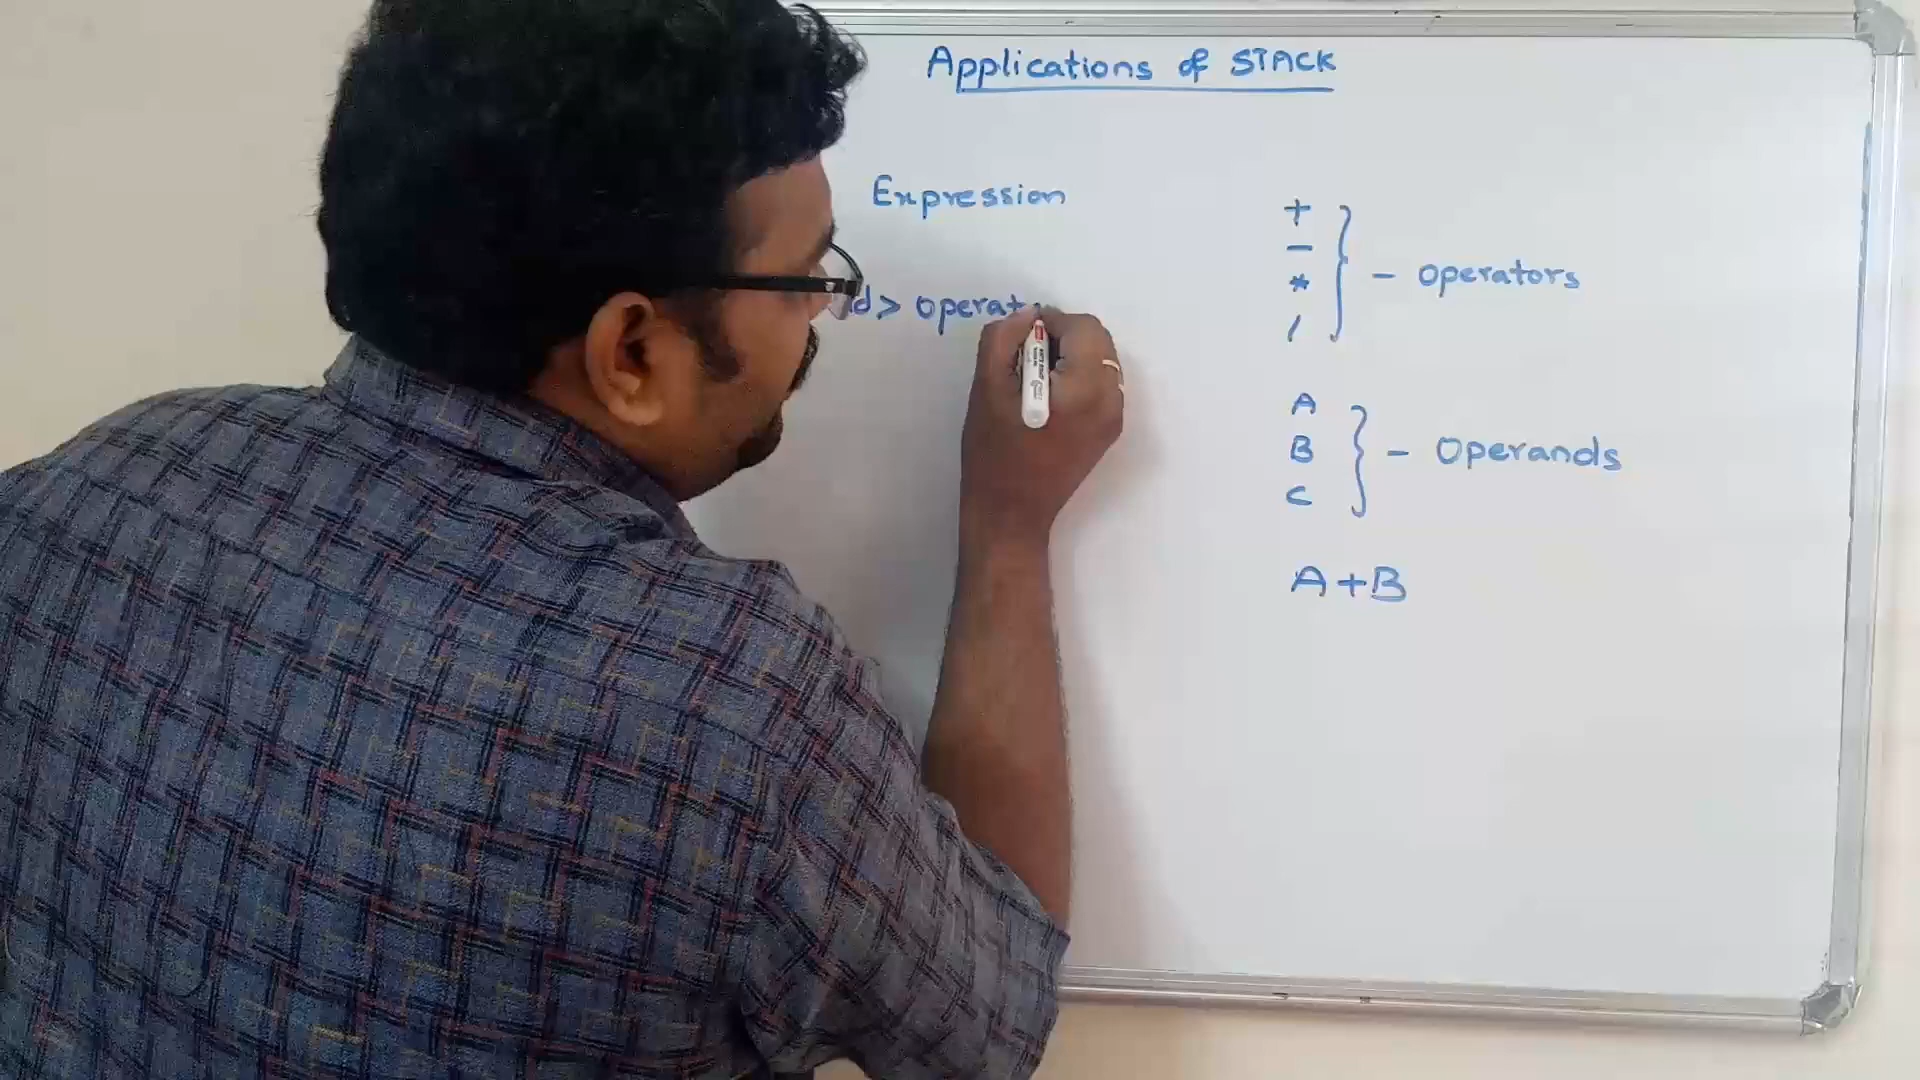 Applications of STACK
Expression
d> operat
+
-
*
/
} - operators
A
B
C
} - Operands
A+B